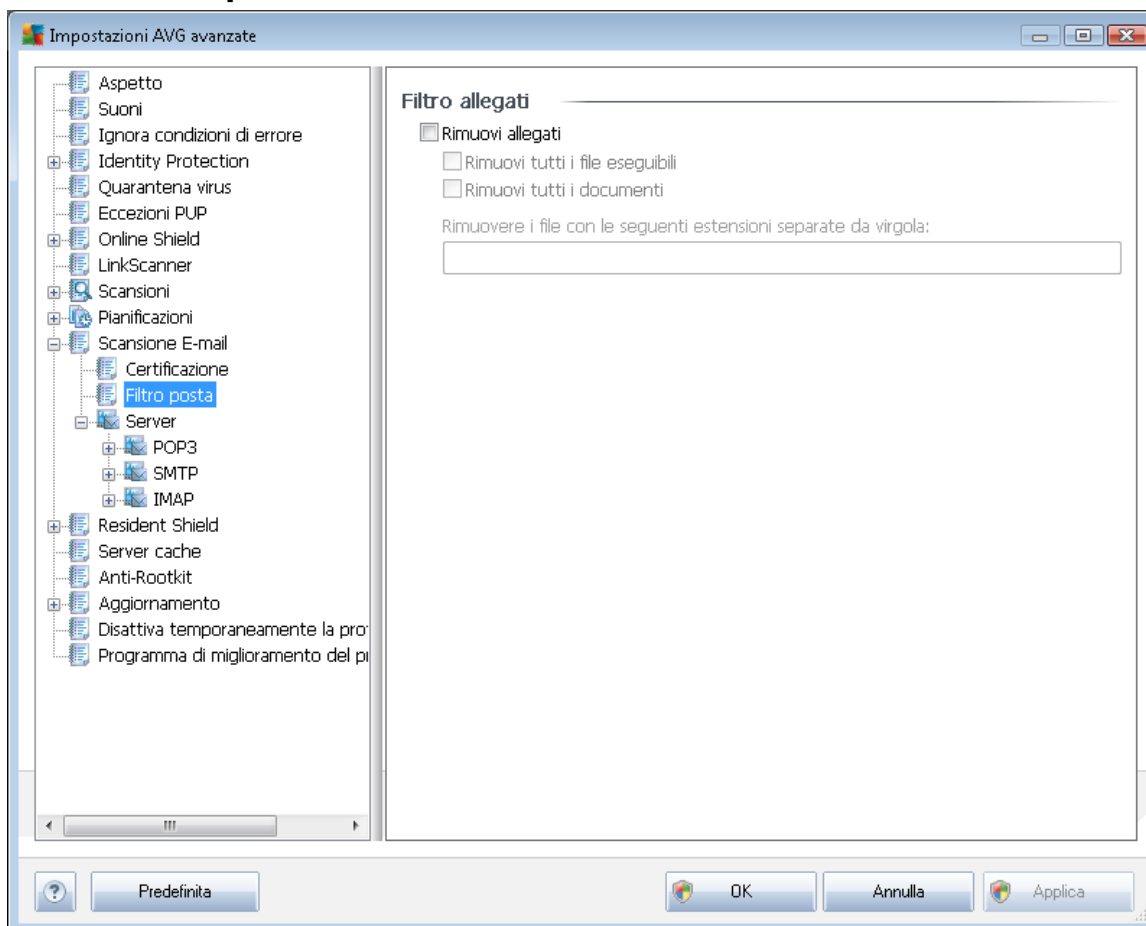 Impostazioni AVG avanzate
Aspetto
Suoni
Ignora condizioni di errore
Identity Protection
Quarantena virus
Eccezioni PUP
Online Shield
LinkScanner
Scansioni
Pianificazioni
Scansione E-mail
Certificazione
Filtro posta
Server
POP3
SMTP
IMAP
Resident Shield
Server cache
Anti-Rootkit
Aggiornamento
Disattiva temporaneamente la
Programma di miglioramento del
Filtro allegati
Rimuovi allegati
Rimuovi tutti i file eseguibili
Rimuovi tutti i documenti
Rimuovere i file con le seguenti estensioni separate da virgola:
?
Predefinita
OK
Annulla
Applica